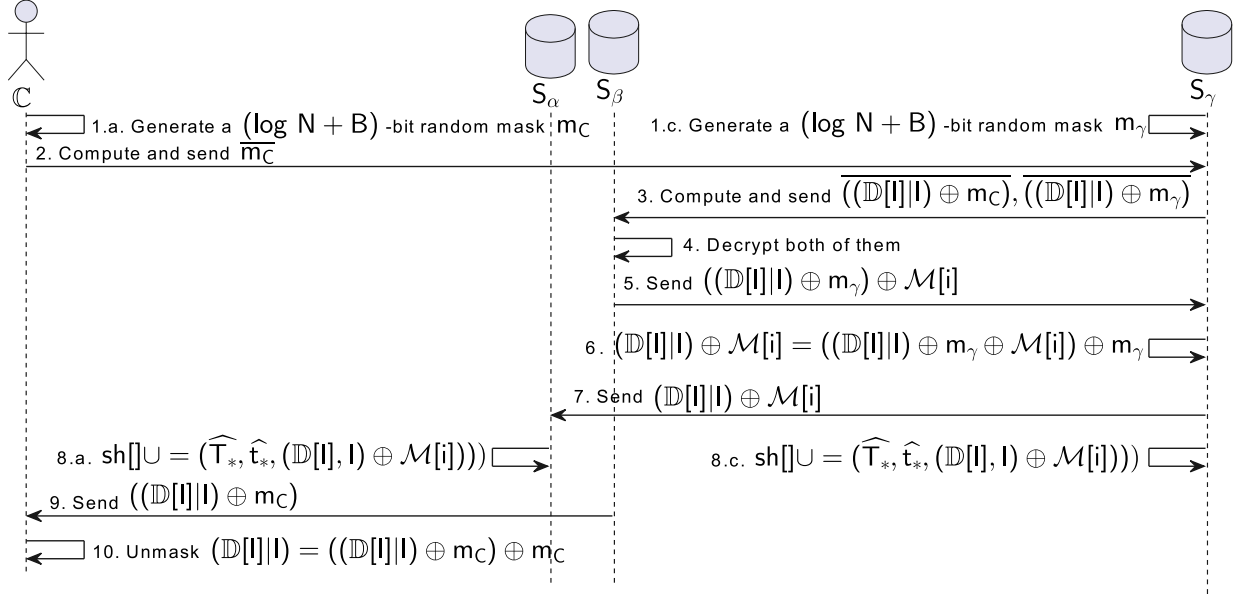 ℂ S_α S_β S_γ
1.a. Generate a (log N + B) -bit random mask m_C 1.c. Generate a (log N + B) -bit random mask m_γ
2. Compute and send \overline{m_C}
3. Compute and send \overline{((𝔻[I]|I) ⊕ m_C)}, \overline{((𝔻[I]|I) ⊕ m_γ)}
4. Decrypt both of them
5. Send ((𝔻[I]|I) ⊕ m_γ) ⊕ ℳ[i]
6. (𝔻[I]|I) ⊕ ℳ[i] = ((𝔻[I]|I) ⊕ m_γ ⊕ ℳ[i]) ⊕ m_γ
7. Send (𝔻[I]|I) ⊕ ℳ[i]
8.a. sh[]∪ = (\widehat{T_*}, \widehat{t_*}, (𝔻[I], I) ⊕ ℳ[i]))) 8.c. sh[]∪ = (\widehat{T_*}, \widehat{t_*}, (𝔻[I], I) ⊕ ℳ[i])))
9. Send ((𝔻[I]|I) ⊕ m_C)
10. Unmask (𝔻[I]|I) = ((𝔻[I]|I) ⊕ m_C) ⊕ m_C